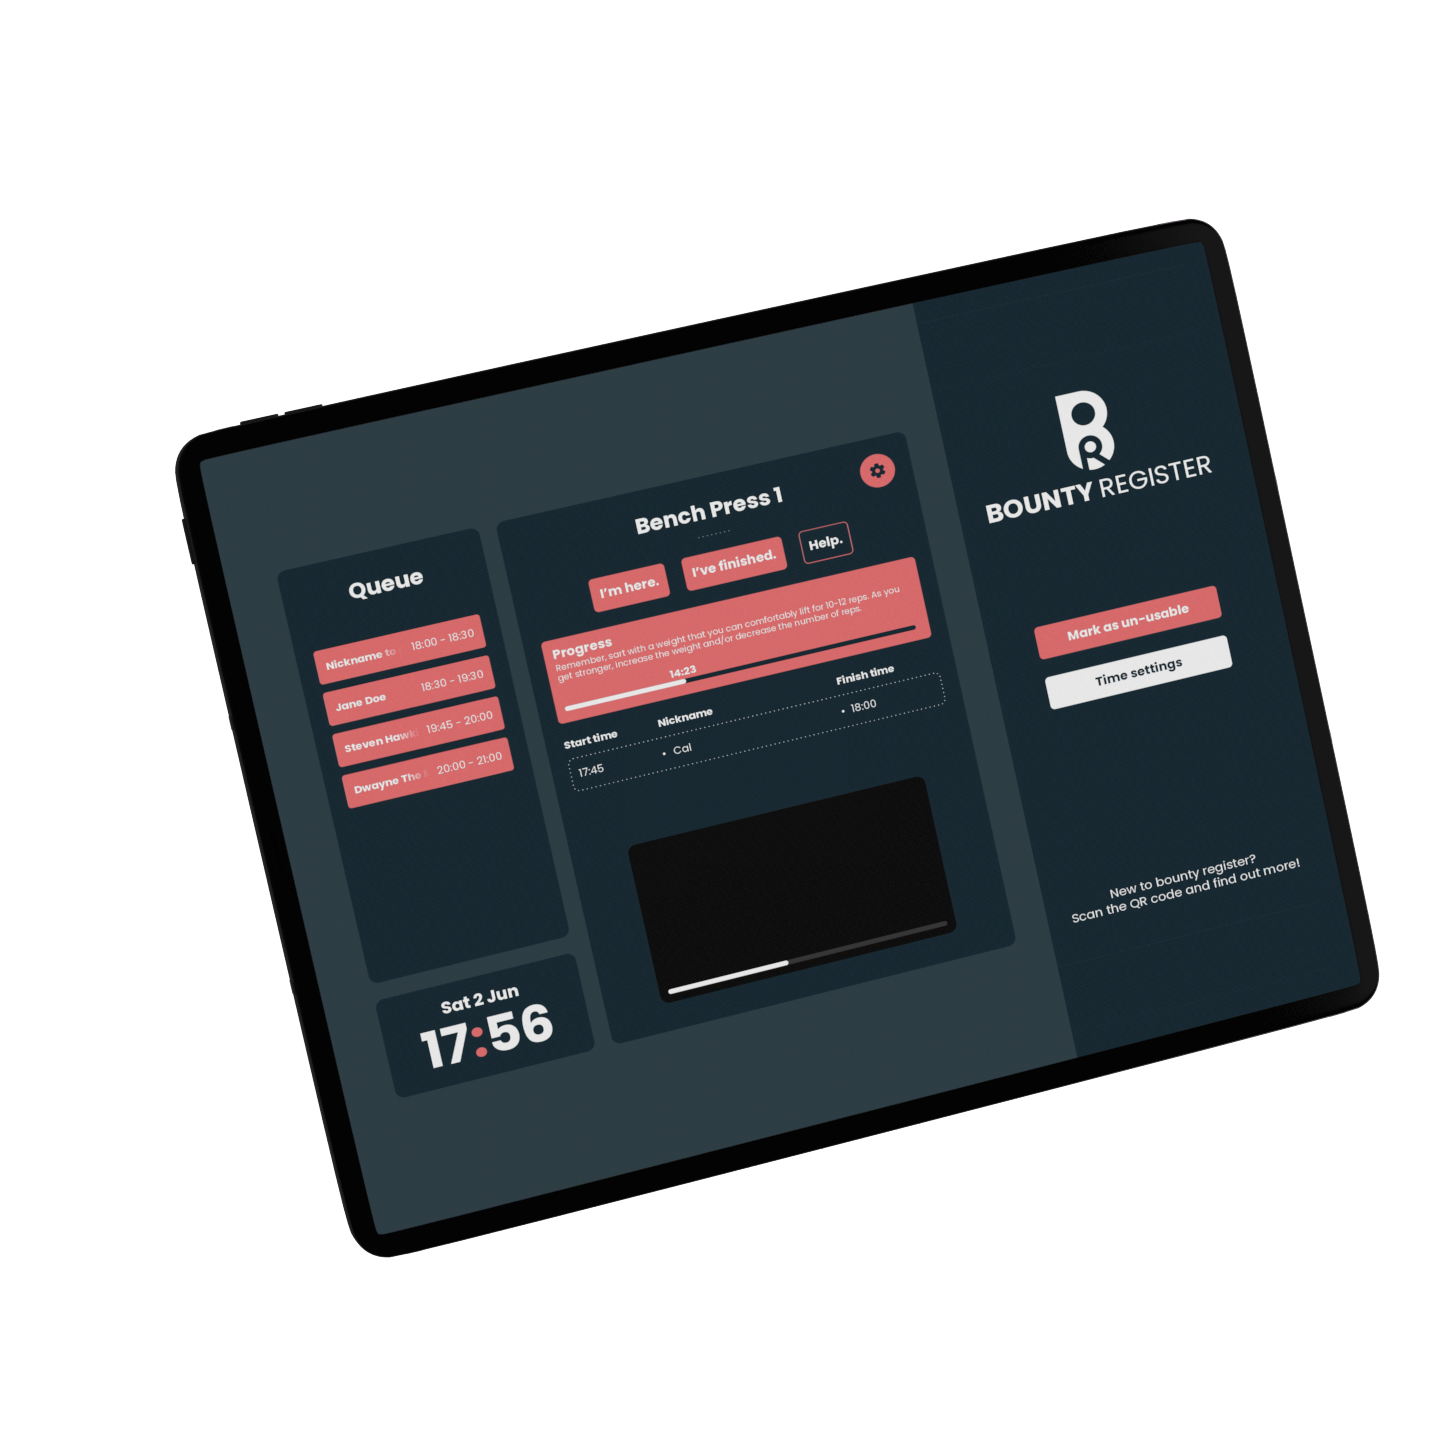 Queue
Nickname to
18:00 - 18:30
Jane Doe
18:30 - 19:30
Steven Hawki
19:45 - 20:00
Dwayne The
20:00 - 21:00
Sat 2 Jun
17:56
Bench Press 1
I'm here.
I've finished.
Help.
Progress
Remember, sart with a weight that you can comfortably lift for 10-12 reps. As you
get stronger, increase the weight and/or decrease the number of reps.
14:23
Start time
Nickname
Finish time
17:45
• Cal
• 18:00
BR
BOUNTY REGISTER
Mark as un-usable
Time settings
New to bounty register?
Scan the QR code and find out more!